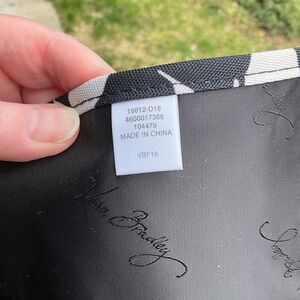 19812-D18
4600017368
104479
MADE IN CHINA
VBF16
Vera Bradley